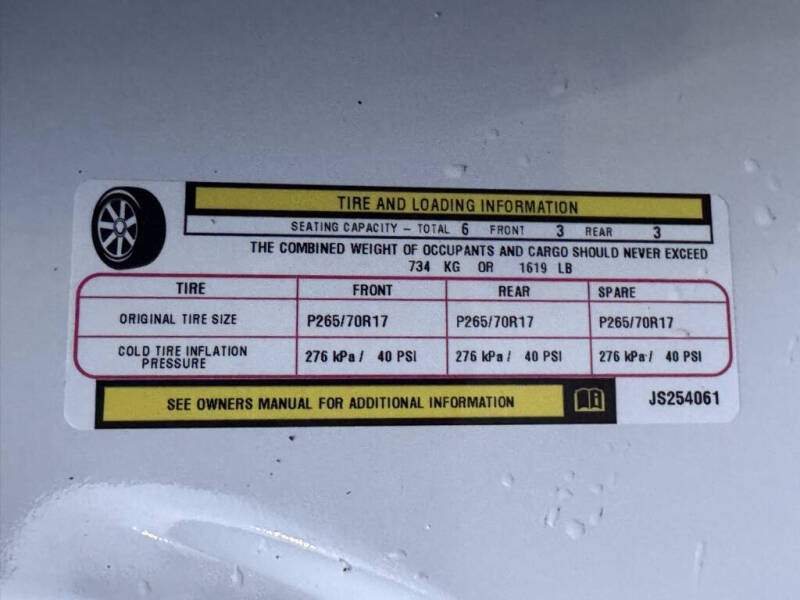 TIRE AND LOADING INFORMATION
SEATING CAPACITY – TOTAL 6 FRONT 3 REAR 3
THE COMBINED WEIGHT OF OCCUPANTS AND CARGO SHOULD NEVER EXCEED
734 KG OR 1619 LB
TIRE FRONT REAR SPARE
ORIGINAL TIRE SIZE P265/70R17 P265/70R17 P265/70R17
COLD TIRE INFLATION
PRESSURE 276 kPa / 40 PSI 276 kPa / 40 PSI 276 kPa / 40 PSI
SEE OWNERS MANUAL FOR ADDITIONAL INFORMATION JS254061